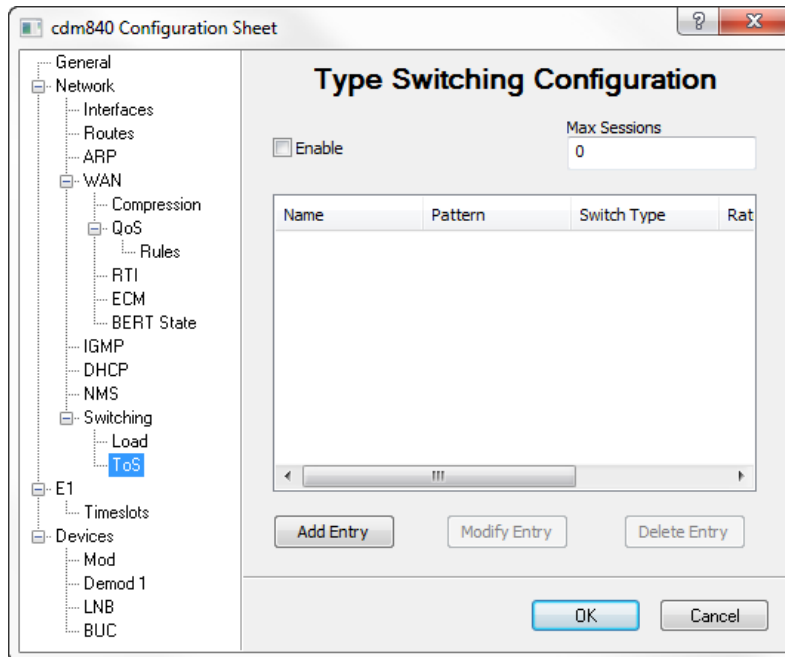 cdm840 Configuration Sheet
?
X
General
Network
Interfaces
Routes
ARP
WAN
Compression
QoS
Rules
RTI
ECM
BERT State
IGMP
DHCP
NMS
Switching
Load
ToS
E1
Timeslots
Devices
Mod
Demod 1
LNB
BUC
Type Switching Configuration
Enable
Max Sessions
0
Name Pattern Switch Type Rat
Add Entry Modify Entry Delete Entry
OK Cancel